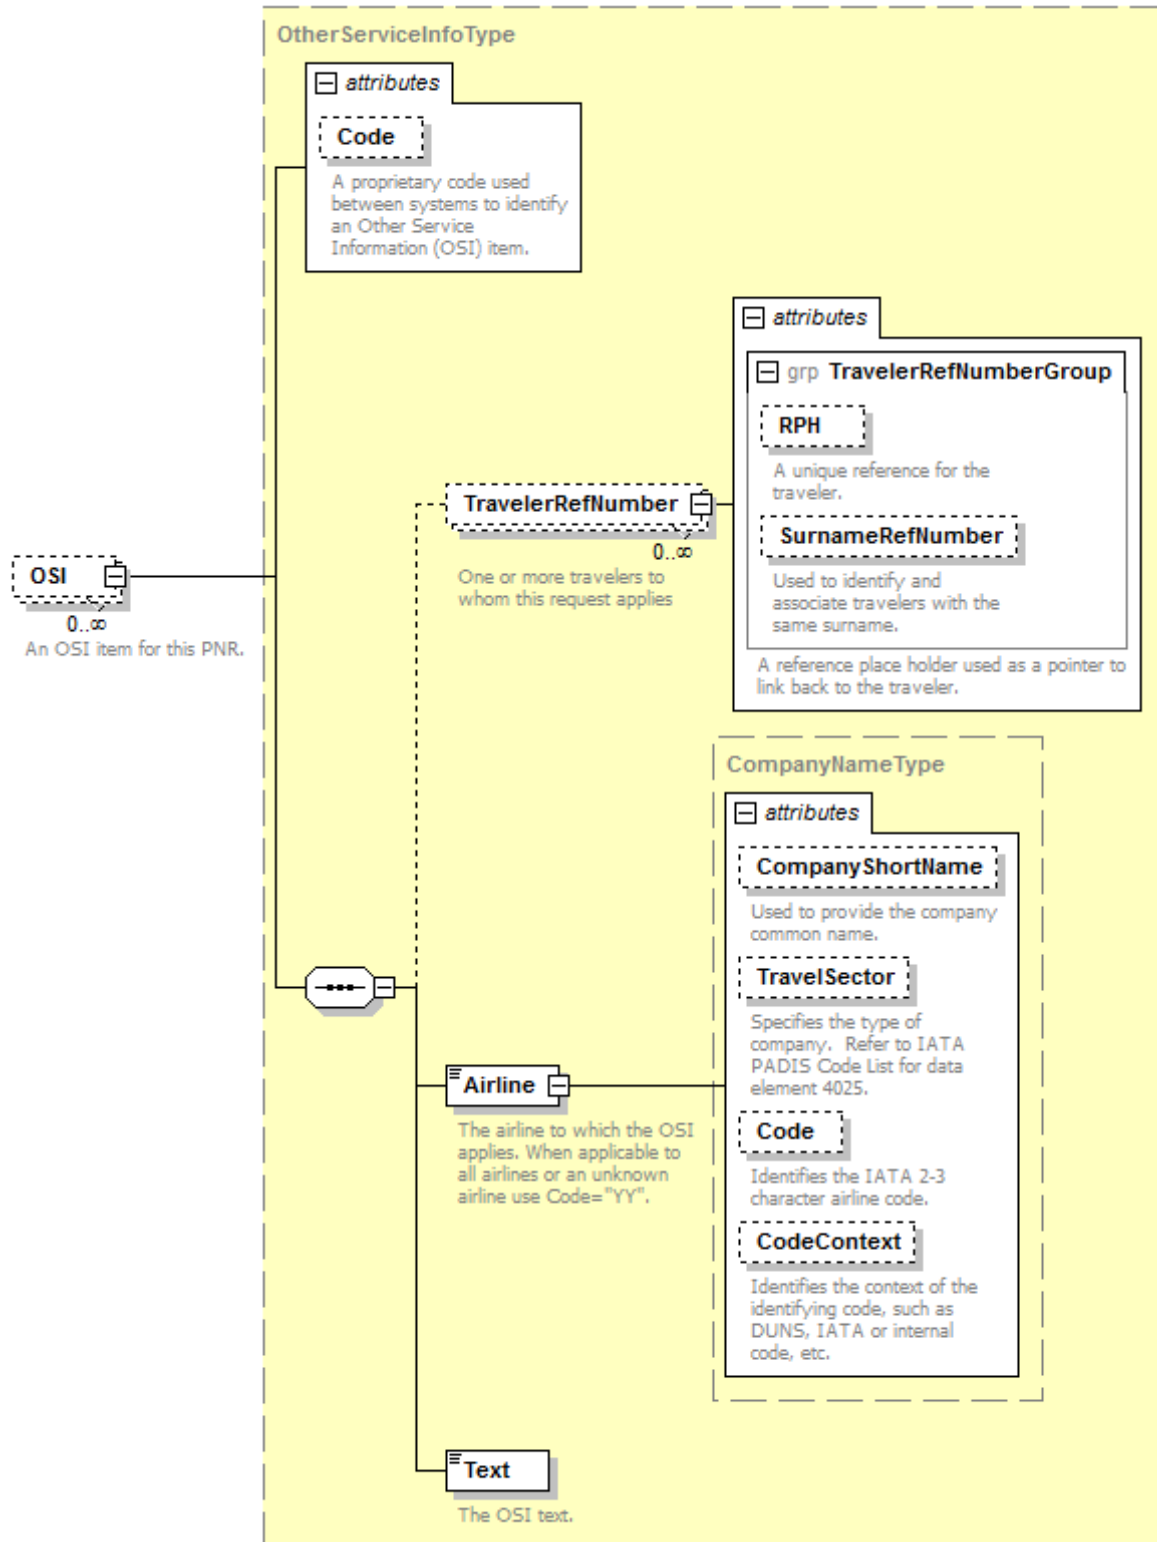 OtherServiceInfoType
attributes
Code
A proprietary code used
between systems to identify
an Other Service
Information (OSI) item.
attributes
grp TravelerRefNumberGroup
RPH
A unique reference for the
traveler.
SurnameRefNumber
Used to identify and
associate travelers with the
same surname.
A reference place holder used as a pointer to
link back to the traveler.
TravelerRefNumber
0..∞
One or more travelers to
whom this request applies
OSI
0..∞
An OSI item for this PNR.
CompanyNameType
attributes
CompanyShortName
Used to provide the company
common name.
TravelSector
Specifies the type of
company.  Refer to IATA
PADIS Code List for data
element 4025.
Code
Identifies the IATA 2-3
character airline code.
CodeContext
Identifies the context of the
identifying code, such as
DUNS, IATA or internal
code, etc.
Airline
The airline to which the OSI
applies. When applicable to
all airlines or an unknown
airline use Code="YY".
Text
The OSI text.